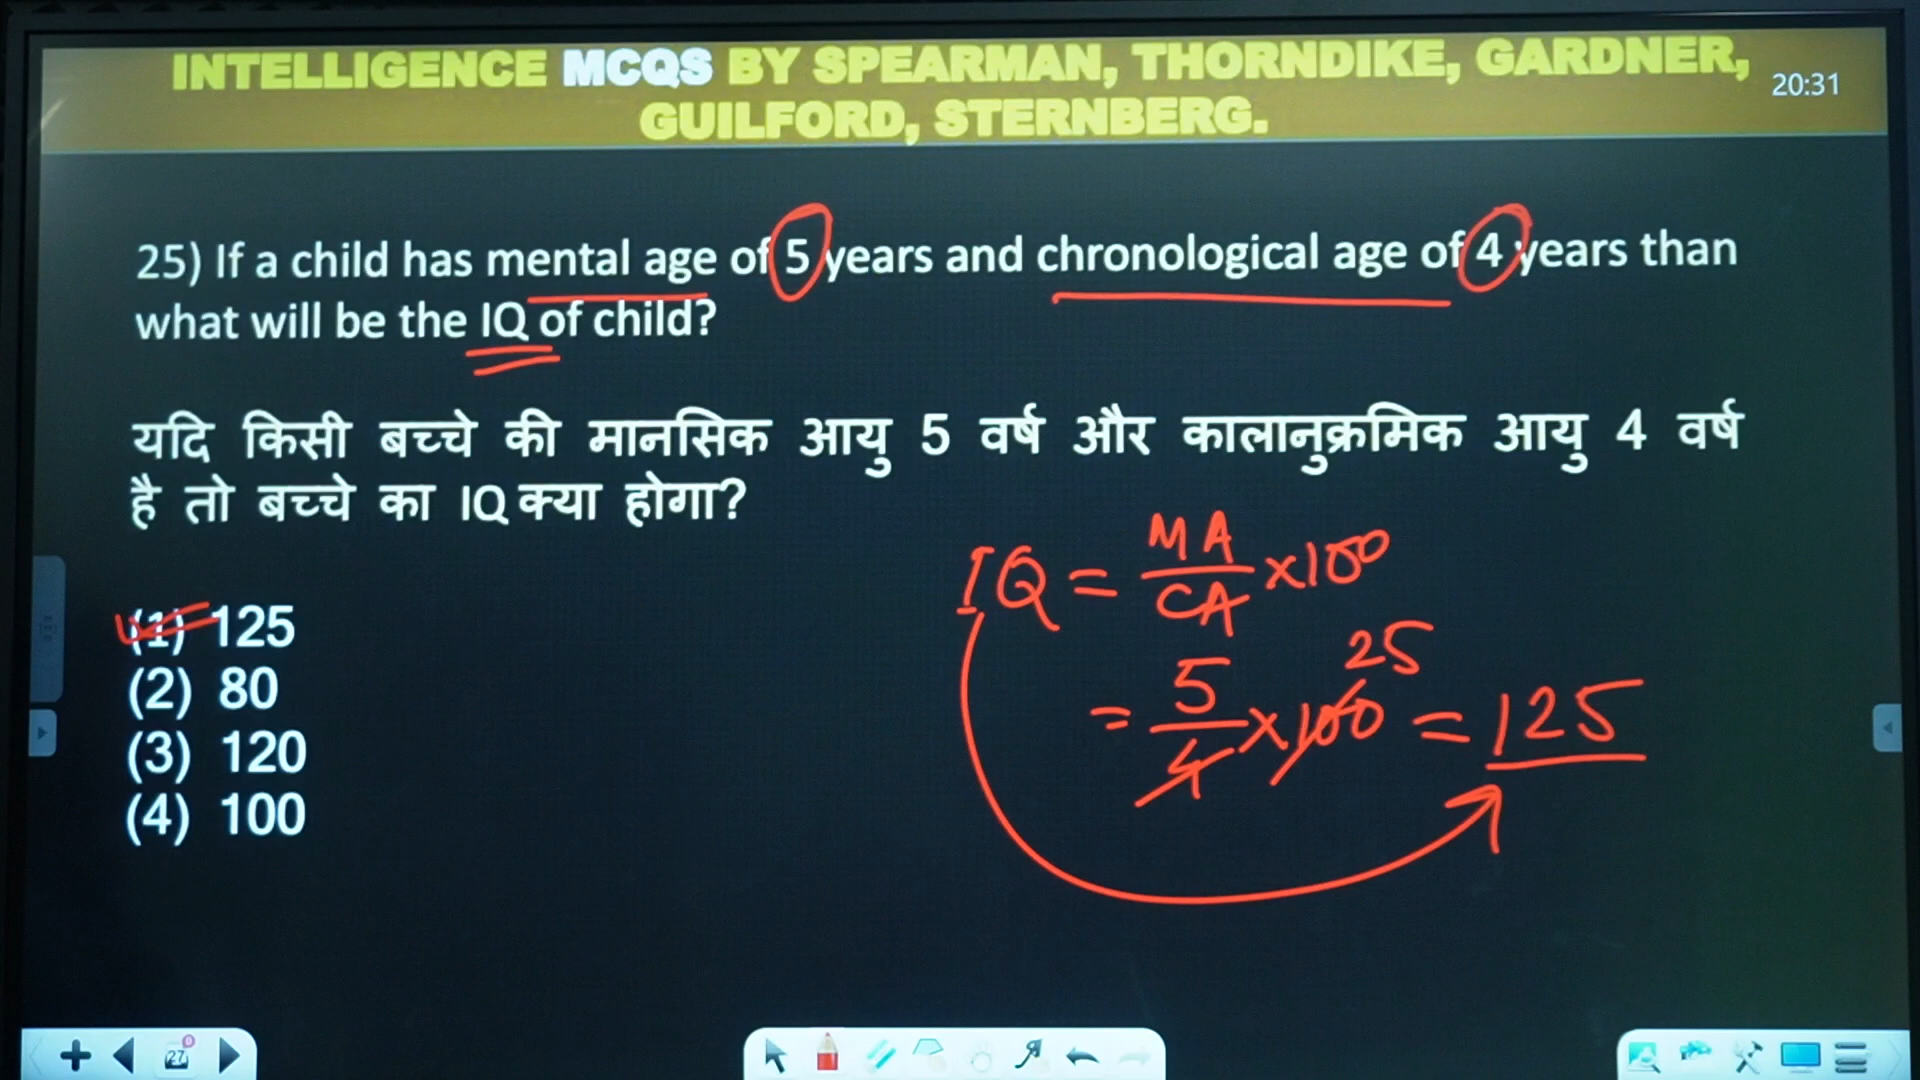 INTELLIGENCE MCQS BY SPEARMAN, THORNDIKE, GARDNER,
GUILFORD, STERNBERG.
20:31
25) If a child has mental age of 5 years and chronological age of 4 years than
what will be the IQ of child?
यदि किसी बच्चे की मानसिक आयु 5 वर्ष और कालानुक्रमिक आयु 4 वर्ष
है तो बच्चे का IQ क्या होगा?
(1) 125
(2) 80
(3) 120
(4) 100
IQ = MA/CA ×100
25
= 5/4 ×100 = 125
27